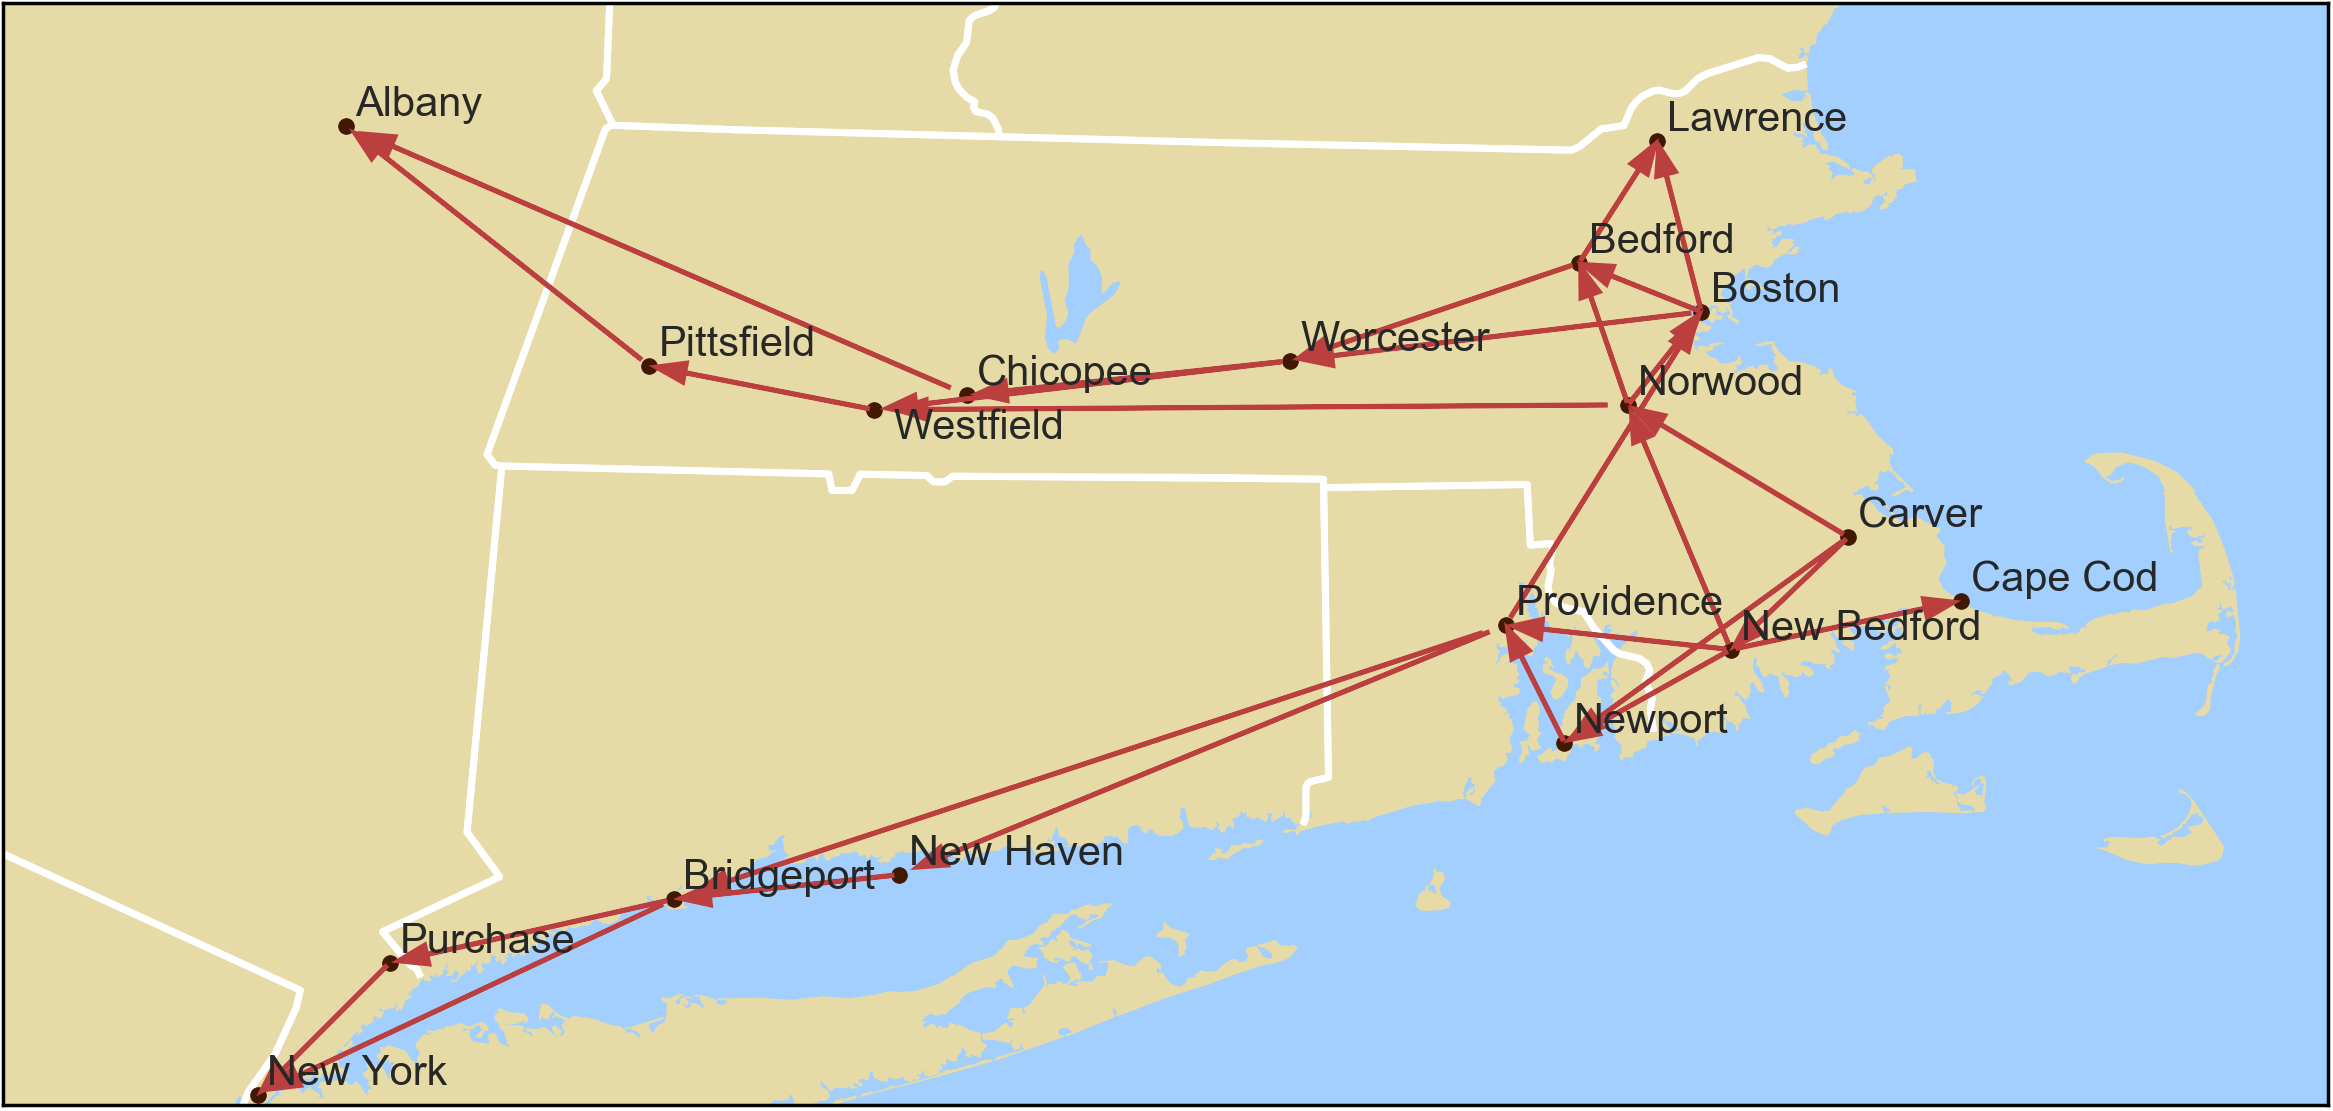 Albany
Lawrence
Bedford
Boston
Worcester
Pittsfield
Chicopee
Norwood
Westfield
Carver
Cape Cod
Providence
New Bedford
Newport
New Haven
Bridgeport
Purchase
New York